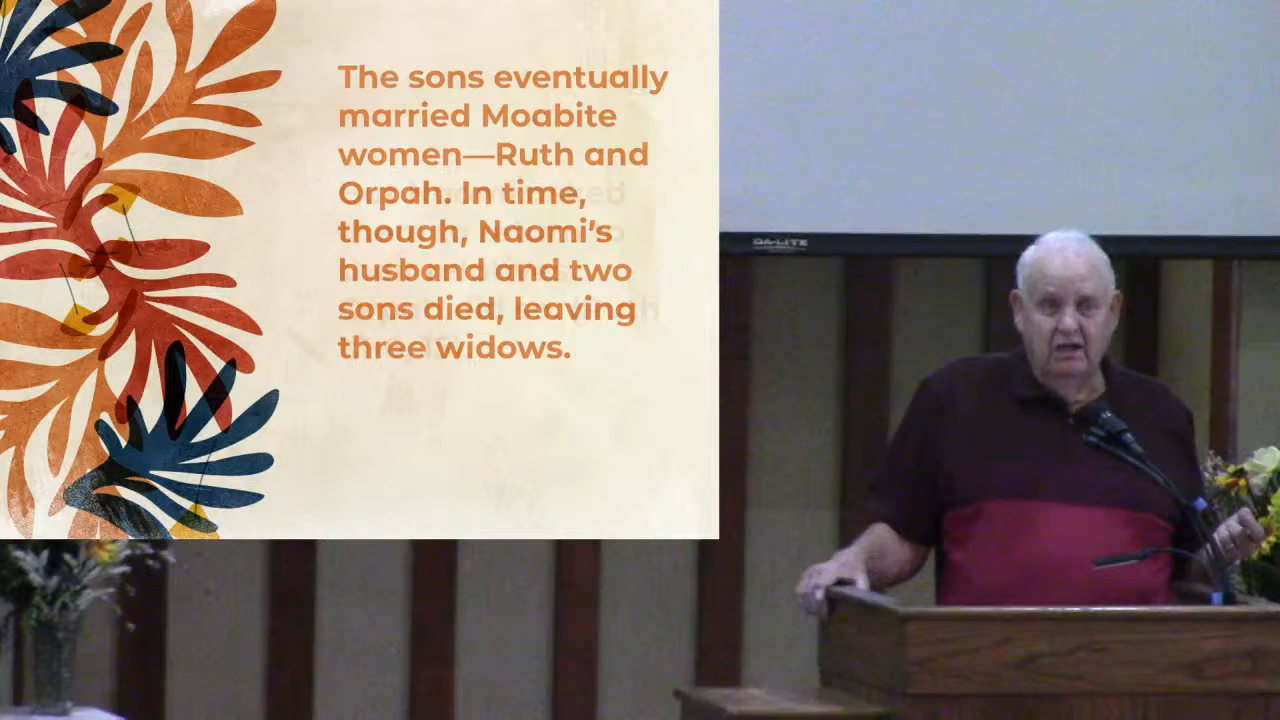 The sons eventually
married Moabite
women—Ruth and
Orpah. In time,
though, Naomi's
husband and two
sons died, leaving
three widows.
DA-LITE